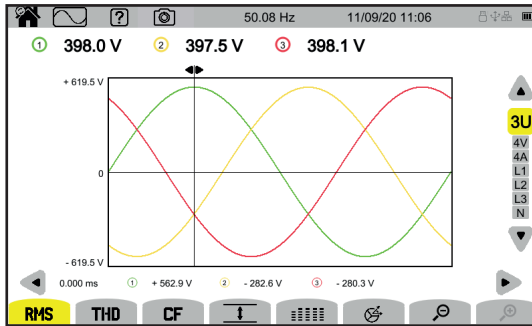 ? 50.08 Hz 11/09/20 11:06
1 398.0 V 2 397.5 V 3 398.1 V
+ 619.5 V
0
- 619.5 V
3U
4V
4A
L1
L2
L3
N
0.000 ms 1 + 562.9 V 2 - 282.6 V 3 - 280.3 V
RMS THD CF